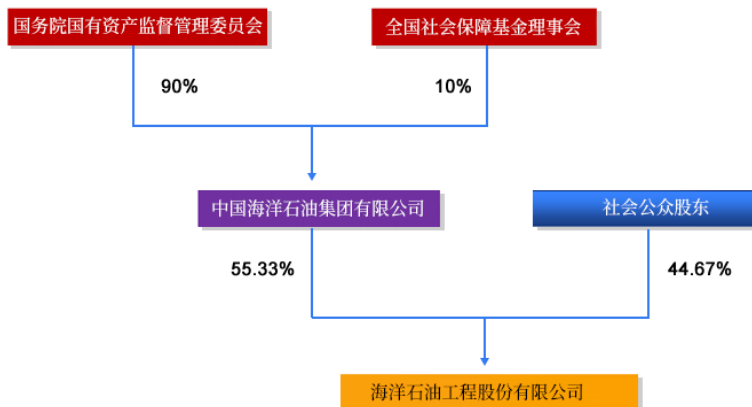 国务院国有资产监督管理委员会
全国社会保障基金理事会
90%
10%
中国海洋石油集团有限公司
社会公众股东
55.33%
44.67%
海洋石油工程股份有限公司